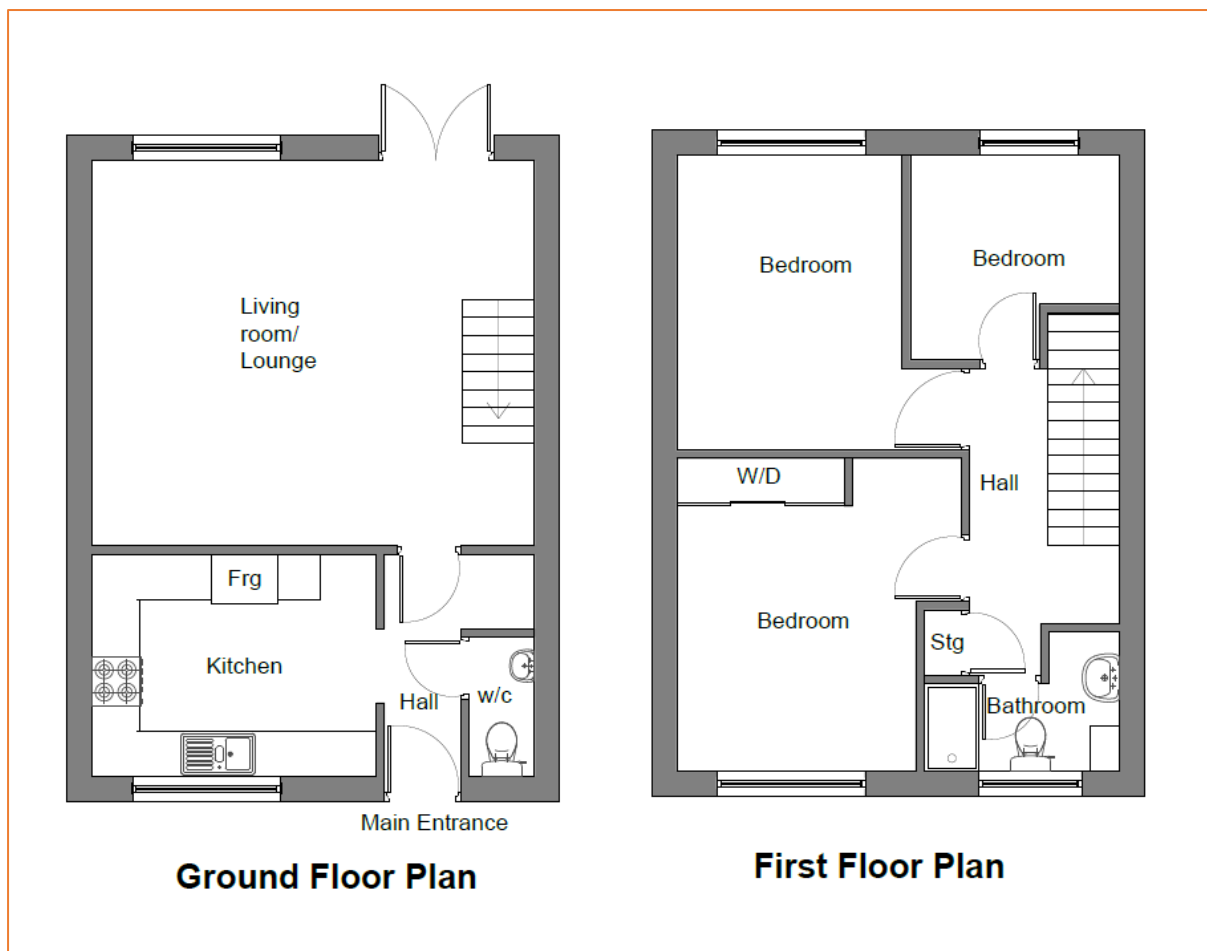 Living
room/
Lounge
Frg
Kitchen
Hall
w/c
Main Entrance
Ground Floor Plan
Bedroom
Bedroom
W/D
Hall
Bedroom
Stg
Bathroom
First Floor Plan